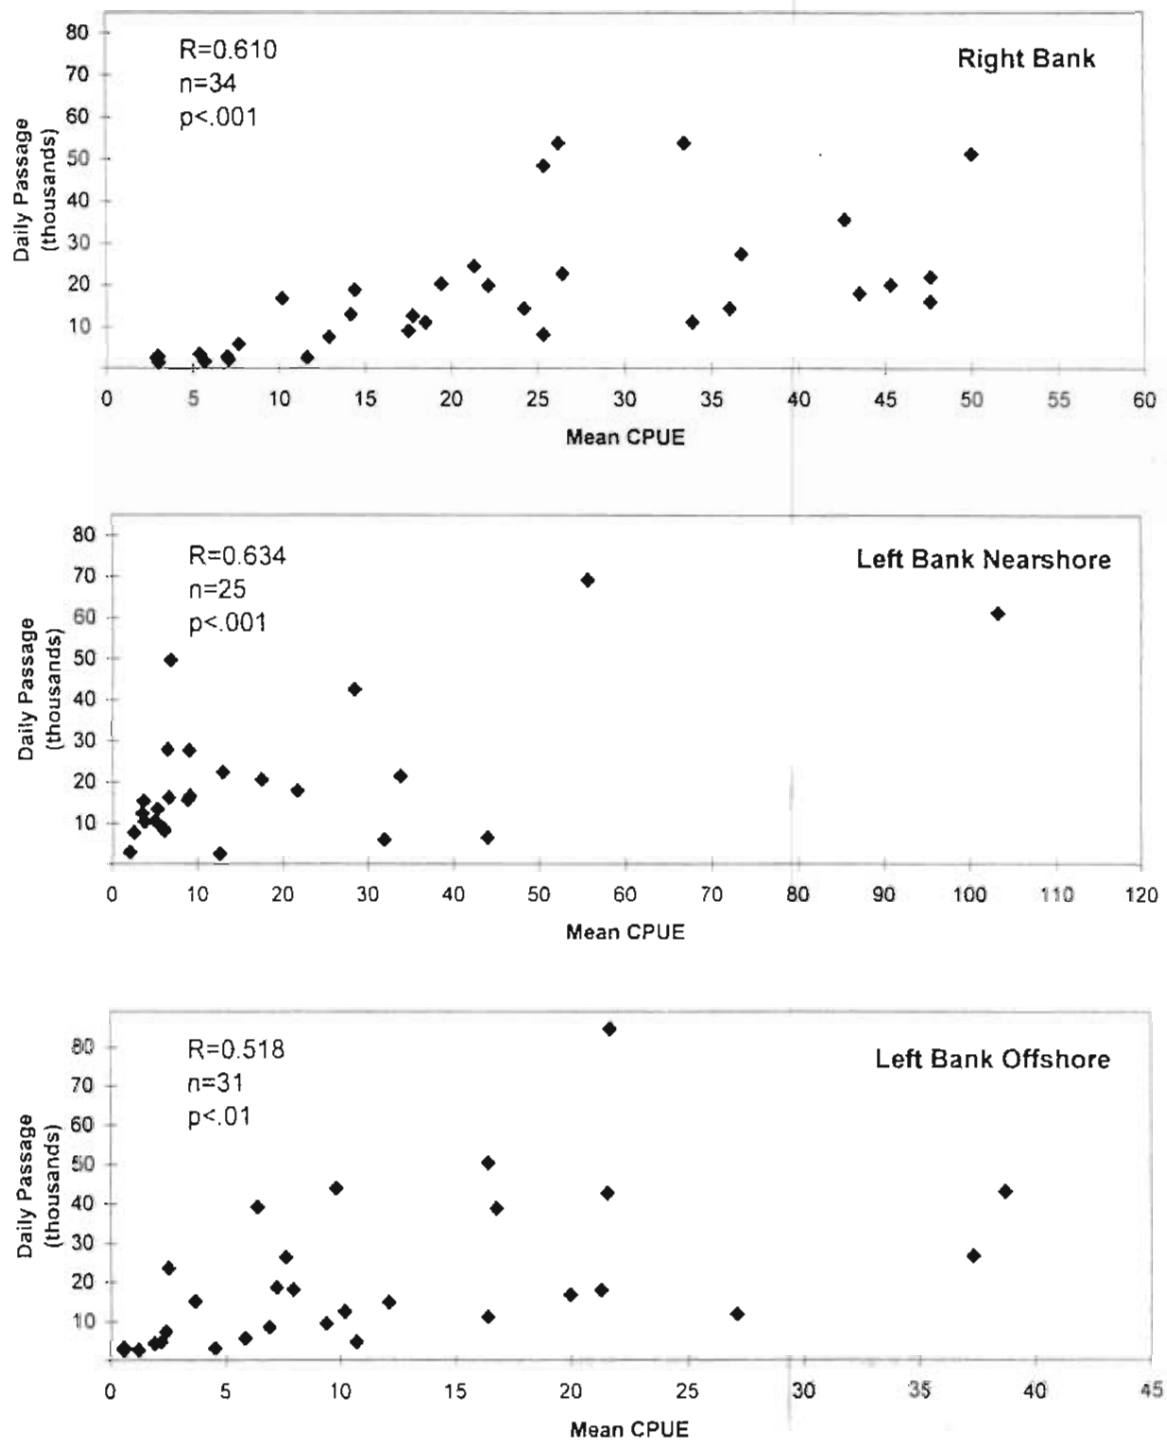 80
R=0.610
Right Bank
70
n=34
60
p<.001
50
40
30
20
10
Daily Passage
(thousands)
0 5 10 15 20 25 30 35 40 45 50 55 60
Mean CPUE
80
R=0.634
Left Bank Nearshore
70
n=25
60
p<.001
50
40
30
20
10
Daily Passage
(thousands)
0 10 20 30 40 50 60 70 80 90 100 110 120
Mean CPUE
80
R=0.518
Left Bank Offshore
70
n=31
60
p<.01
50
40
30
20
10
Daily Passage
(thousands)
0 5 10 15 20 25 30 35 40 45
Mean CPUE